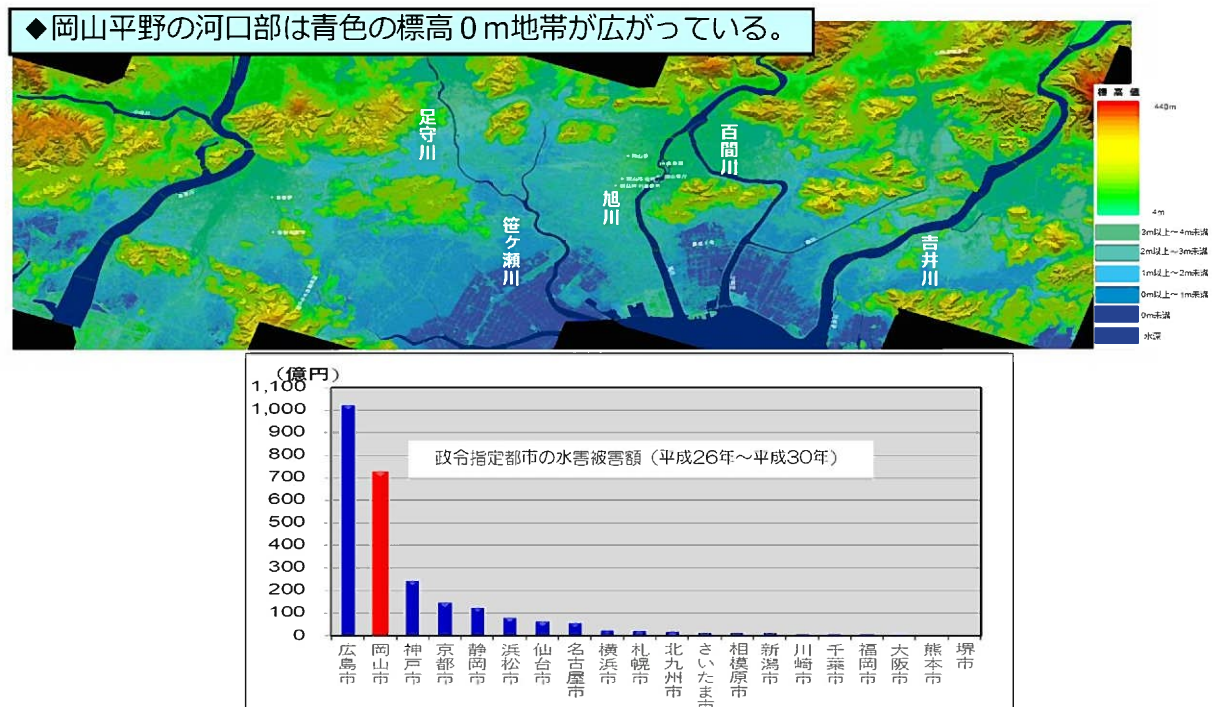 ◆岡山平野の河口部は青色の標高０ｍ地帯が広がっている。
足守川
百間川
旭川
笹ヶ瀬川
吉井川
標高値
440m
4m
3m以上～4m未満
2m以上～3m未満
1m以上～2m未満
0m以上～1m未満
0m未満
水深
（億円）
1,100
1,000
900
800
700
600
500
400
300
200
100
0
政令指定都市の水害被害額（平成26年～平成30年）
広島市
岡山市
神戸市
京都市
静岡市
浜松市
仙台市
名古屋市
横浜市
札幌市
北九州市
さいたま市
相模原市
新潟市
川崎市
千葉市
福岡市
大阪市
熊本市
堺市